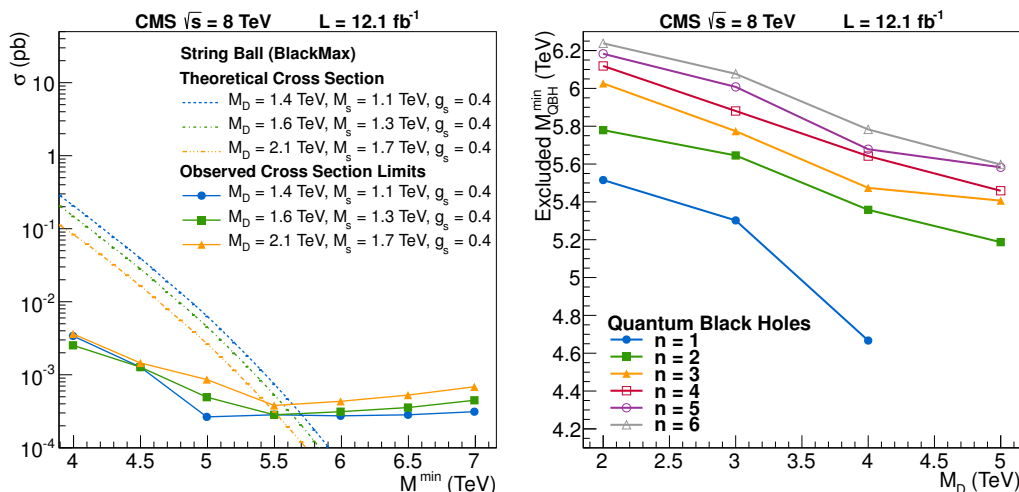 CMS √s = 8 TeV L = 12.1 fb⁻¹
σ (pb)
10
1
10⁻¹
10⁻²
10⁻³
10⁻⁴
String Ball (BlackMax)
Theoretical Cross Section
M_D = 1.4 TeV, M_s = 1.1 TeV, g_s = 0.4
M_D = 1.6 TeV, M_s = 1.3 TeV, g_s = 0.4
M_D = 2.1 TeV, M_s = 1.7 TeV, g_s = 0.4
Observed Cross Section Limits
M_D = 1.4 TeV, M_s = 1.1 TeV, g_s = 0.4
M_D = 1.6 TeV, M_s = 1.3 TeV, g_s = 0.4
M_D = 2.1 TeV, M_s = 1.7 TeV, g_s = 0.4
4 4.5 5 5.5 6 6.5 7
M^min (TeV)
CMS √s = 8 TeV L = 12.1 fb⁻¹
Excluded M_QBH^min (TeV)
6.2
6
5.8
5.6
5.4
5.2
5
4.8
4.6
4.4
4.2
Quantum Black Holes
n = 1
n = 2
n = 3
n = 4
n = 5
n = 6
2 2.5 3 3.5 4 4.5 5
M_D (TeV)